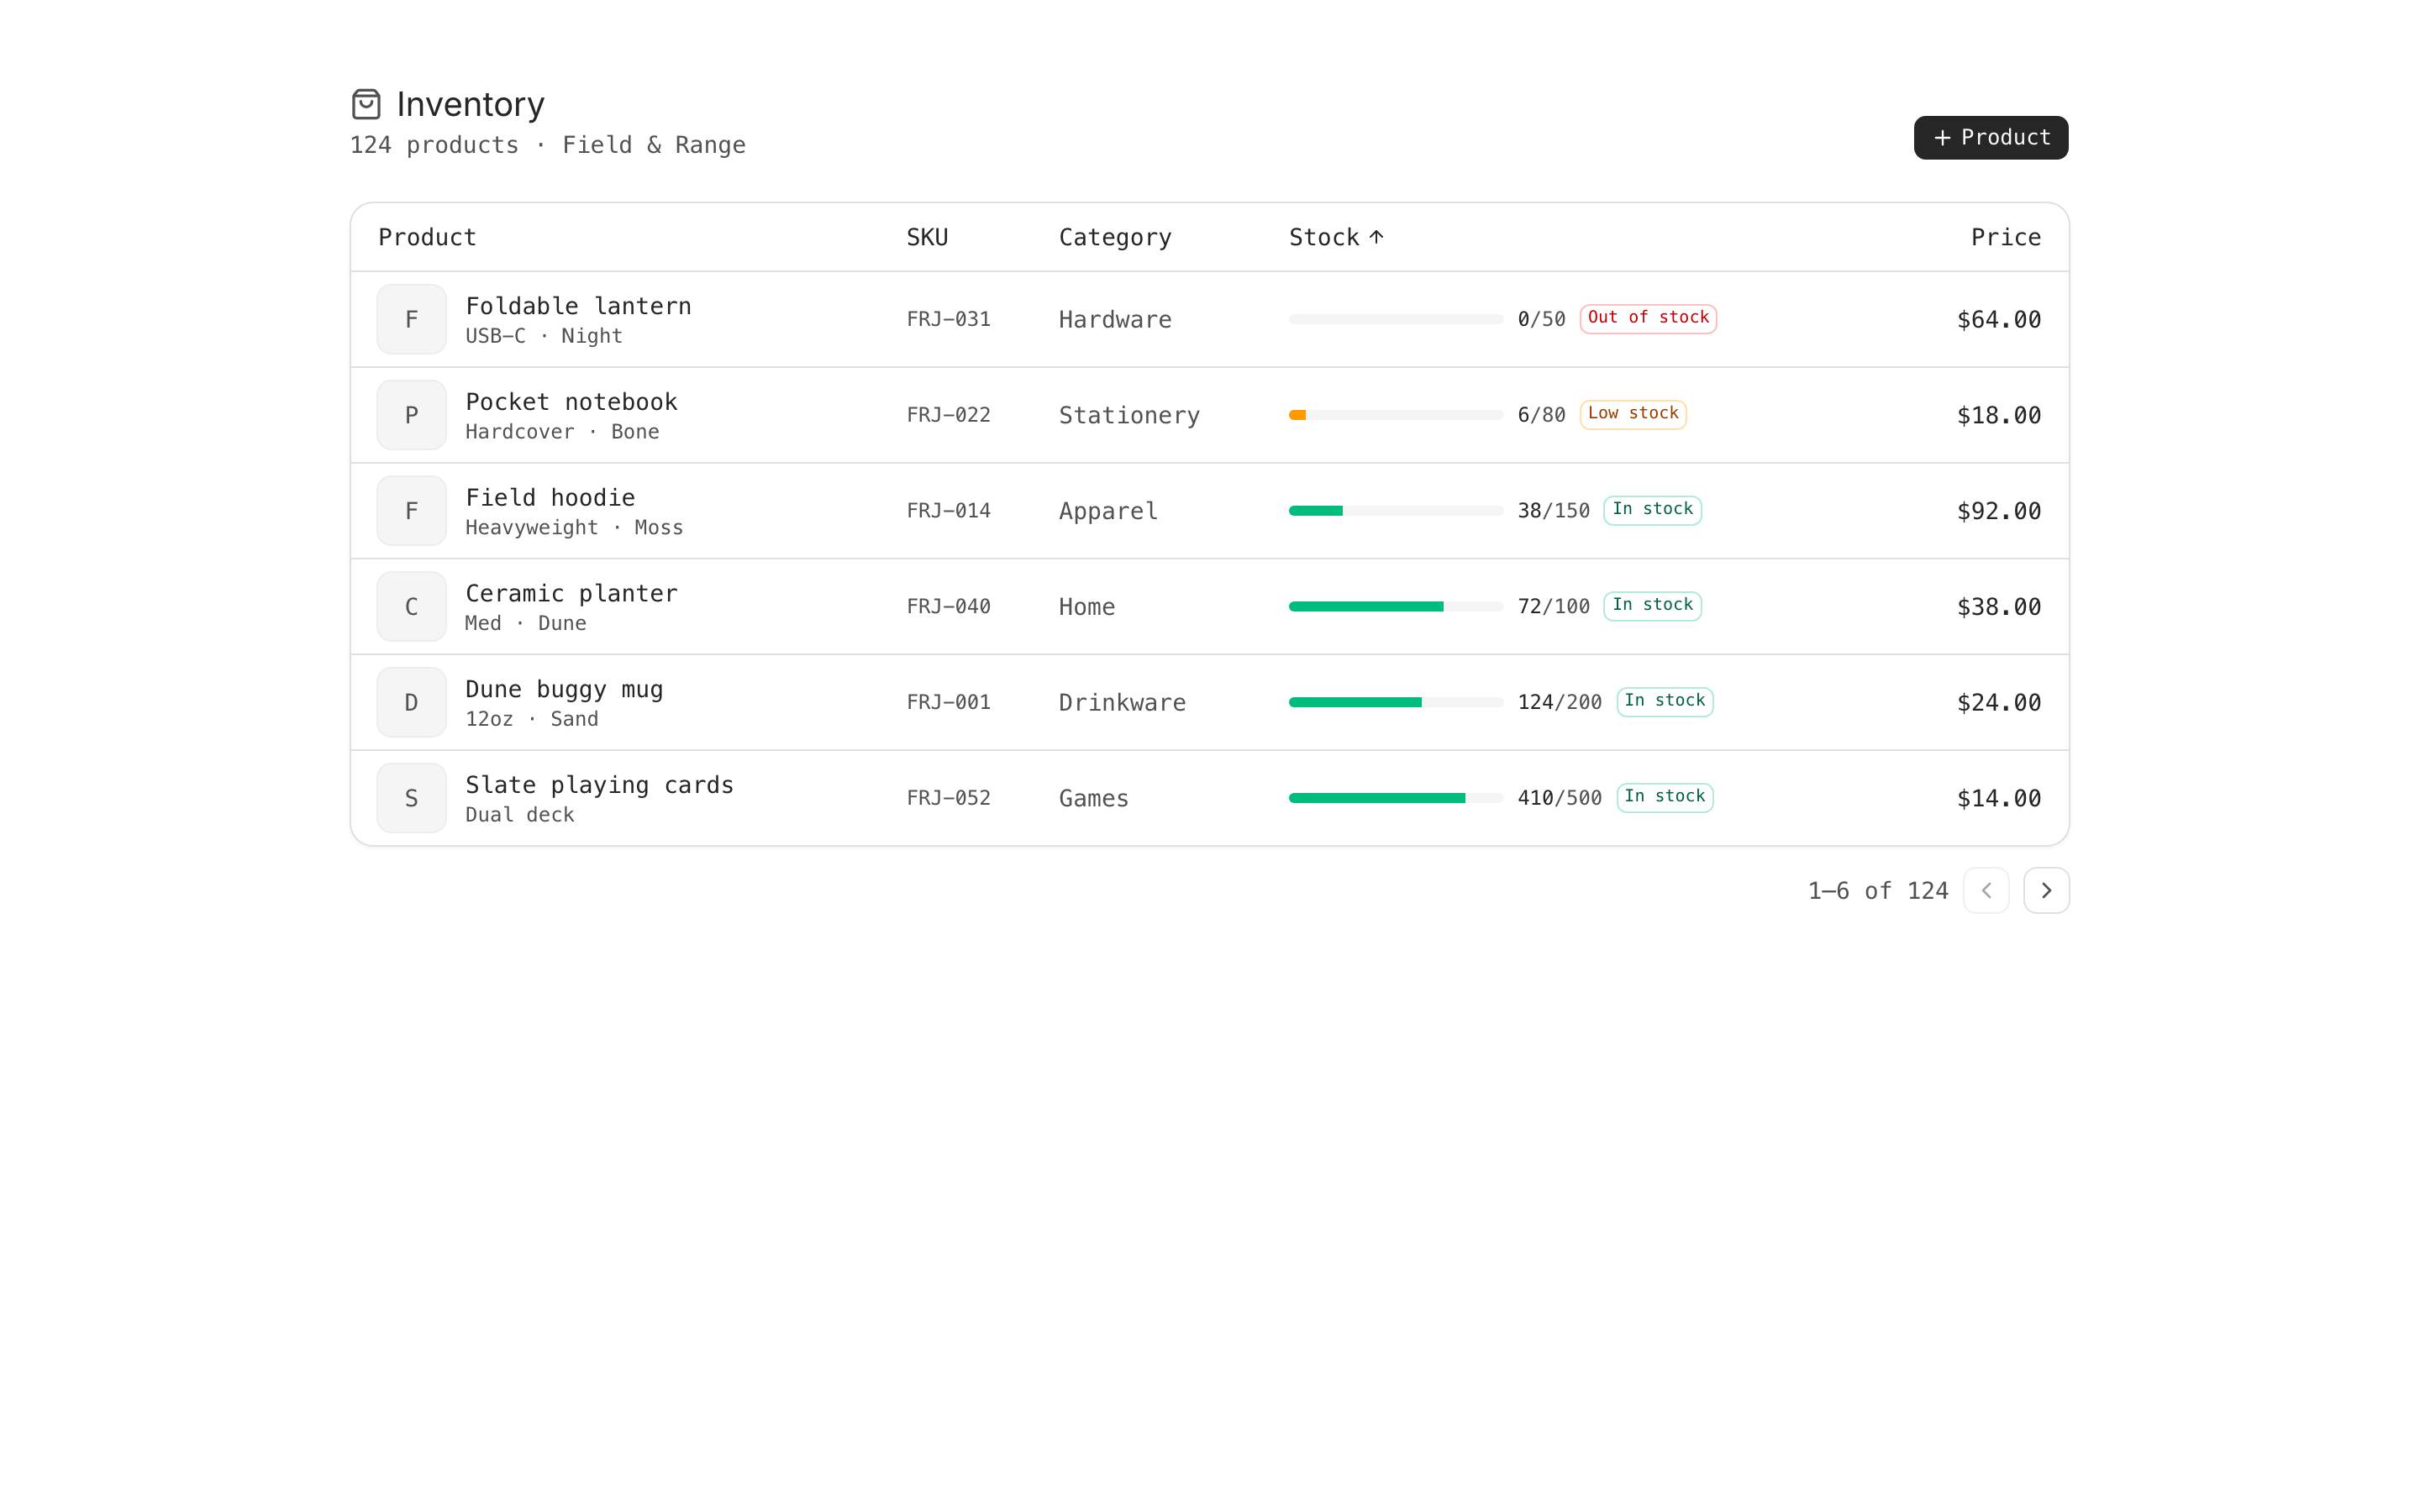 Inventory
124 products · Field & Range
+ Product
Product SKU Category Stock ↑ Price
F Foldable lantern FRJ-031 Hardware 0/50 Out of stock $64.00
USB-C · Night
P Pocket notebook FRJ-022 Stationery 6/80 Low stock $18.00
Hardcover · Bone
F Field hoodie FRJ-014 Apparel 38/150 In stock $92.00
Heavyweight · Moss
C Ceramic planter FRJ-040 Home 72/100 In stock $38.00
Med · Dune
D Dune buggy mug FRJ-001 Drinkware 124/200 In stock $24.00
12oz · Sand
S Slate playing cards FRJ-052 Games 410/500 In stock $14.00
Dual deck
1–6 of 124